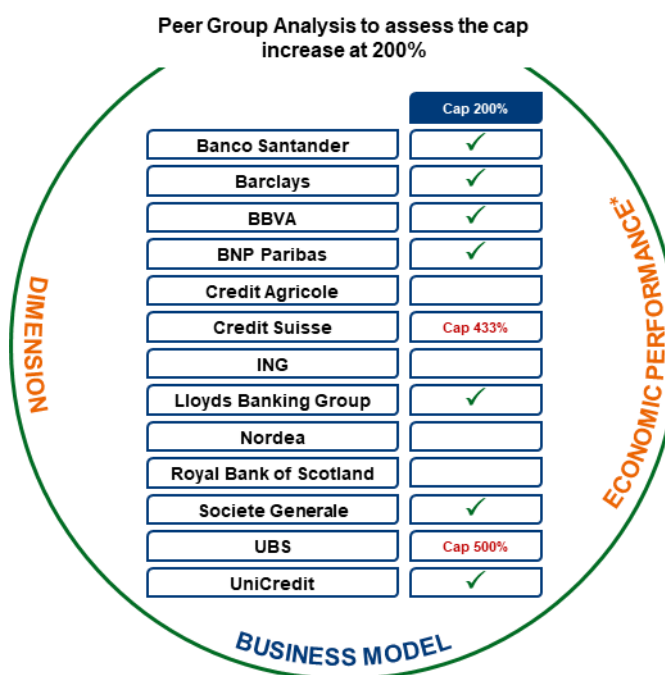 Peer Group Analysis to assess the cap
increase at 200%
Cap 200%
Banco Santander ✓
Barclays ✓
BBVA ✓
BNP Paribas ✓
Credit Agricole
Credit Suisse Cap 433%
ING
Lloyds Banking Group ✓
Nordea
Royal Bank of Scotland
Societe Generale ✓
UBS Cap 500%
UniCredit ✓
DIMENSION
ECONOMIC PERFORMANCE*
BUSINESS MODEL